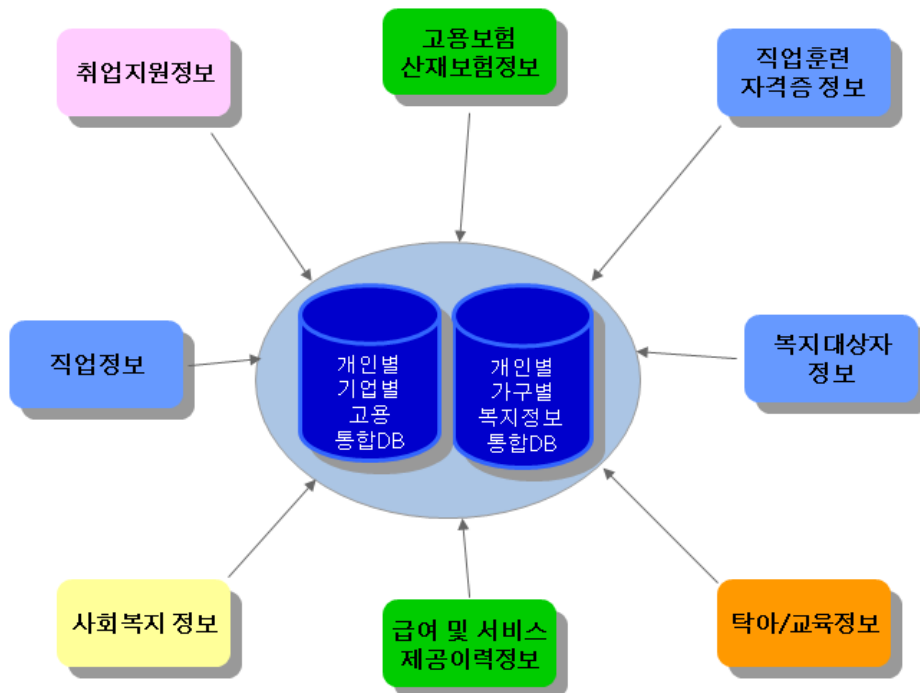 취업지원정보
고용보험
산재보험정보
직업훈련
자격증 정보
직업정보
개인별
기업별
고용
통합DB
개인별
가구별
복지정보
통합DB
복지대상자
정보
사회복지 정보
급여 및 서비스
제공이력정보
탁아/교육정보